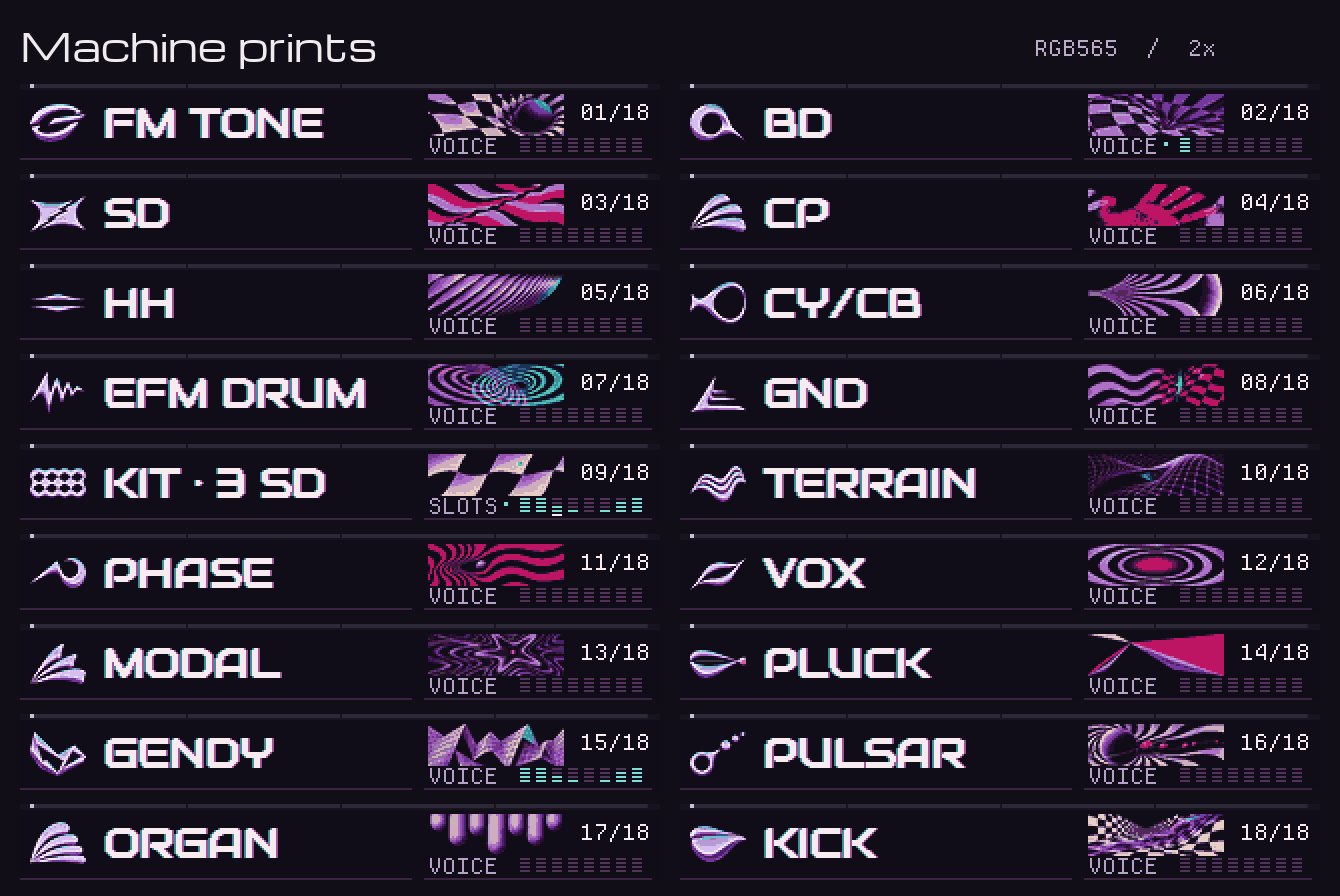 Machine prints RGB565 / 2x
FM TONE 01/18 VOICE
BD 02/18 VOICE
SD 03/18 VOICE
CP 04/18 VOICE
HH 05/18 VOICE
CY/CB 06/18 VOICE
EFM DRUM 07/18 VOICE
GND 08/18 VOICE
KIT · 3 SD 09/18 SLOTS
TERRAIN 10/18 VOICE
PHASE 11/18 VOICE
VOX 12/18 VOICE
MODAL 13/18 VOICE
PLUCK 14/18 VOICE
GENDY 15/18 VOICE
PULSAR 16/18 VOICE
ORGAN 17/18 VOICE
KICK 18/18 VOICE